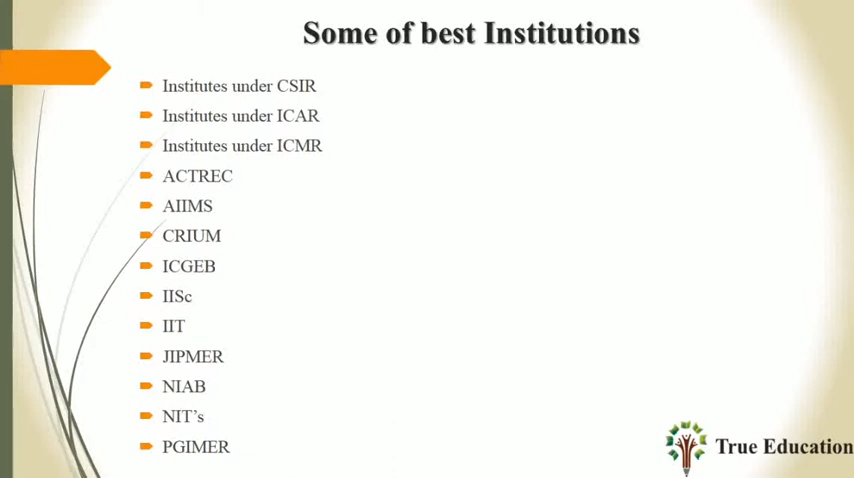 Some of best Institutions
Institutes under CSIR
Institutes under ICAR
Institutes under ICMR
ACTREC
AIIMS
CRIUM
ICGEB
IISc
IIT
JIPMER
NIAB
NIT’s
PGIMER
True Education